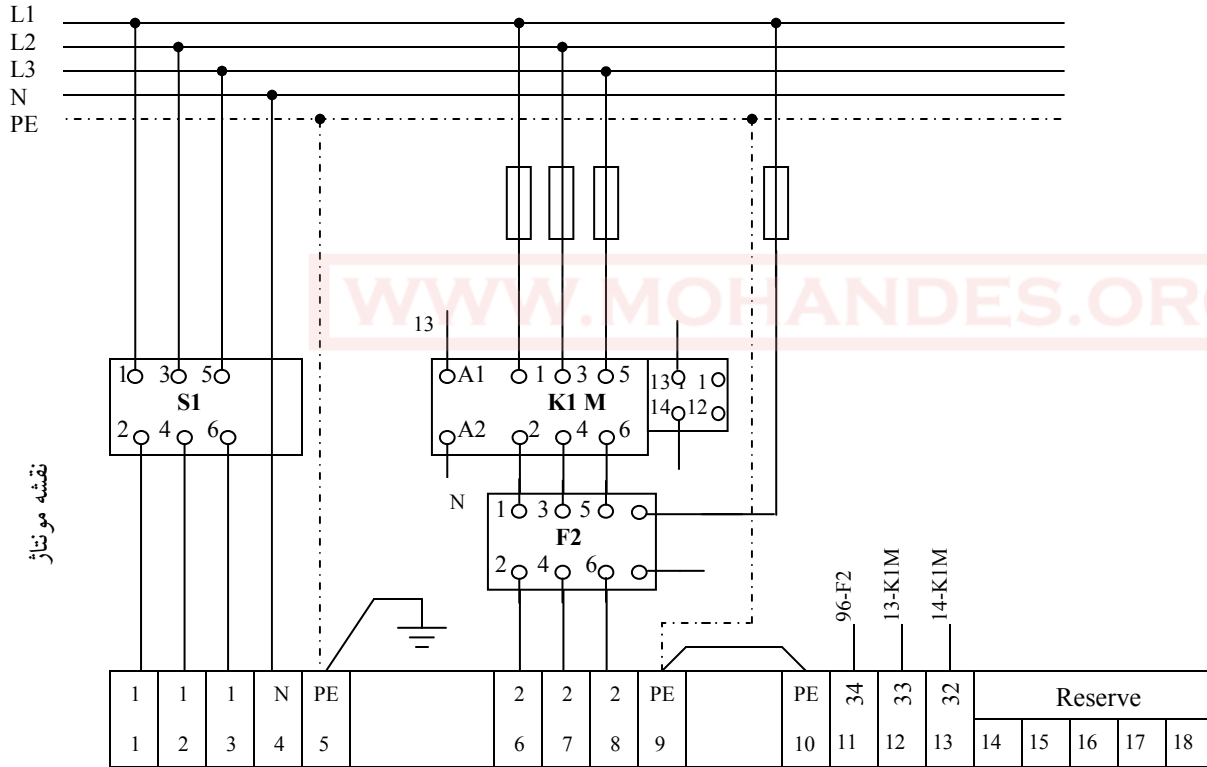 L1
L2
L3
N
PE
WWW.MOHANDES.ORG
13
1 3 5
S1
2 4 6
A1 1 3 5
K1 M
A2 2 4 6
13 1
14 12
N
1 3 5
F2
2 4 6
نقشه مونتاژ
96-F2
13-K1M
14-K1M
1 1 1 N PE 2 2 2 PE PE 34 33 32 Reserve
1 2 3 4 5 6 7 8 9 10 11 12 13 14 15 16 17 18